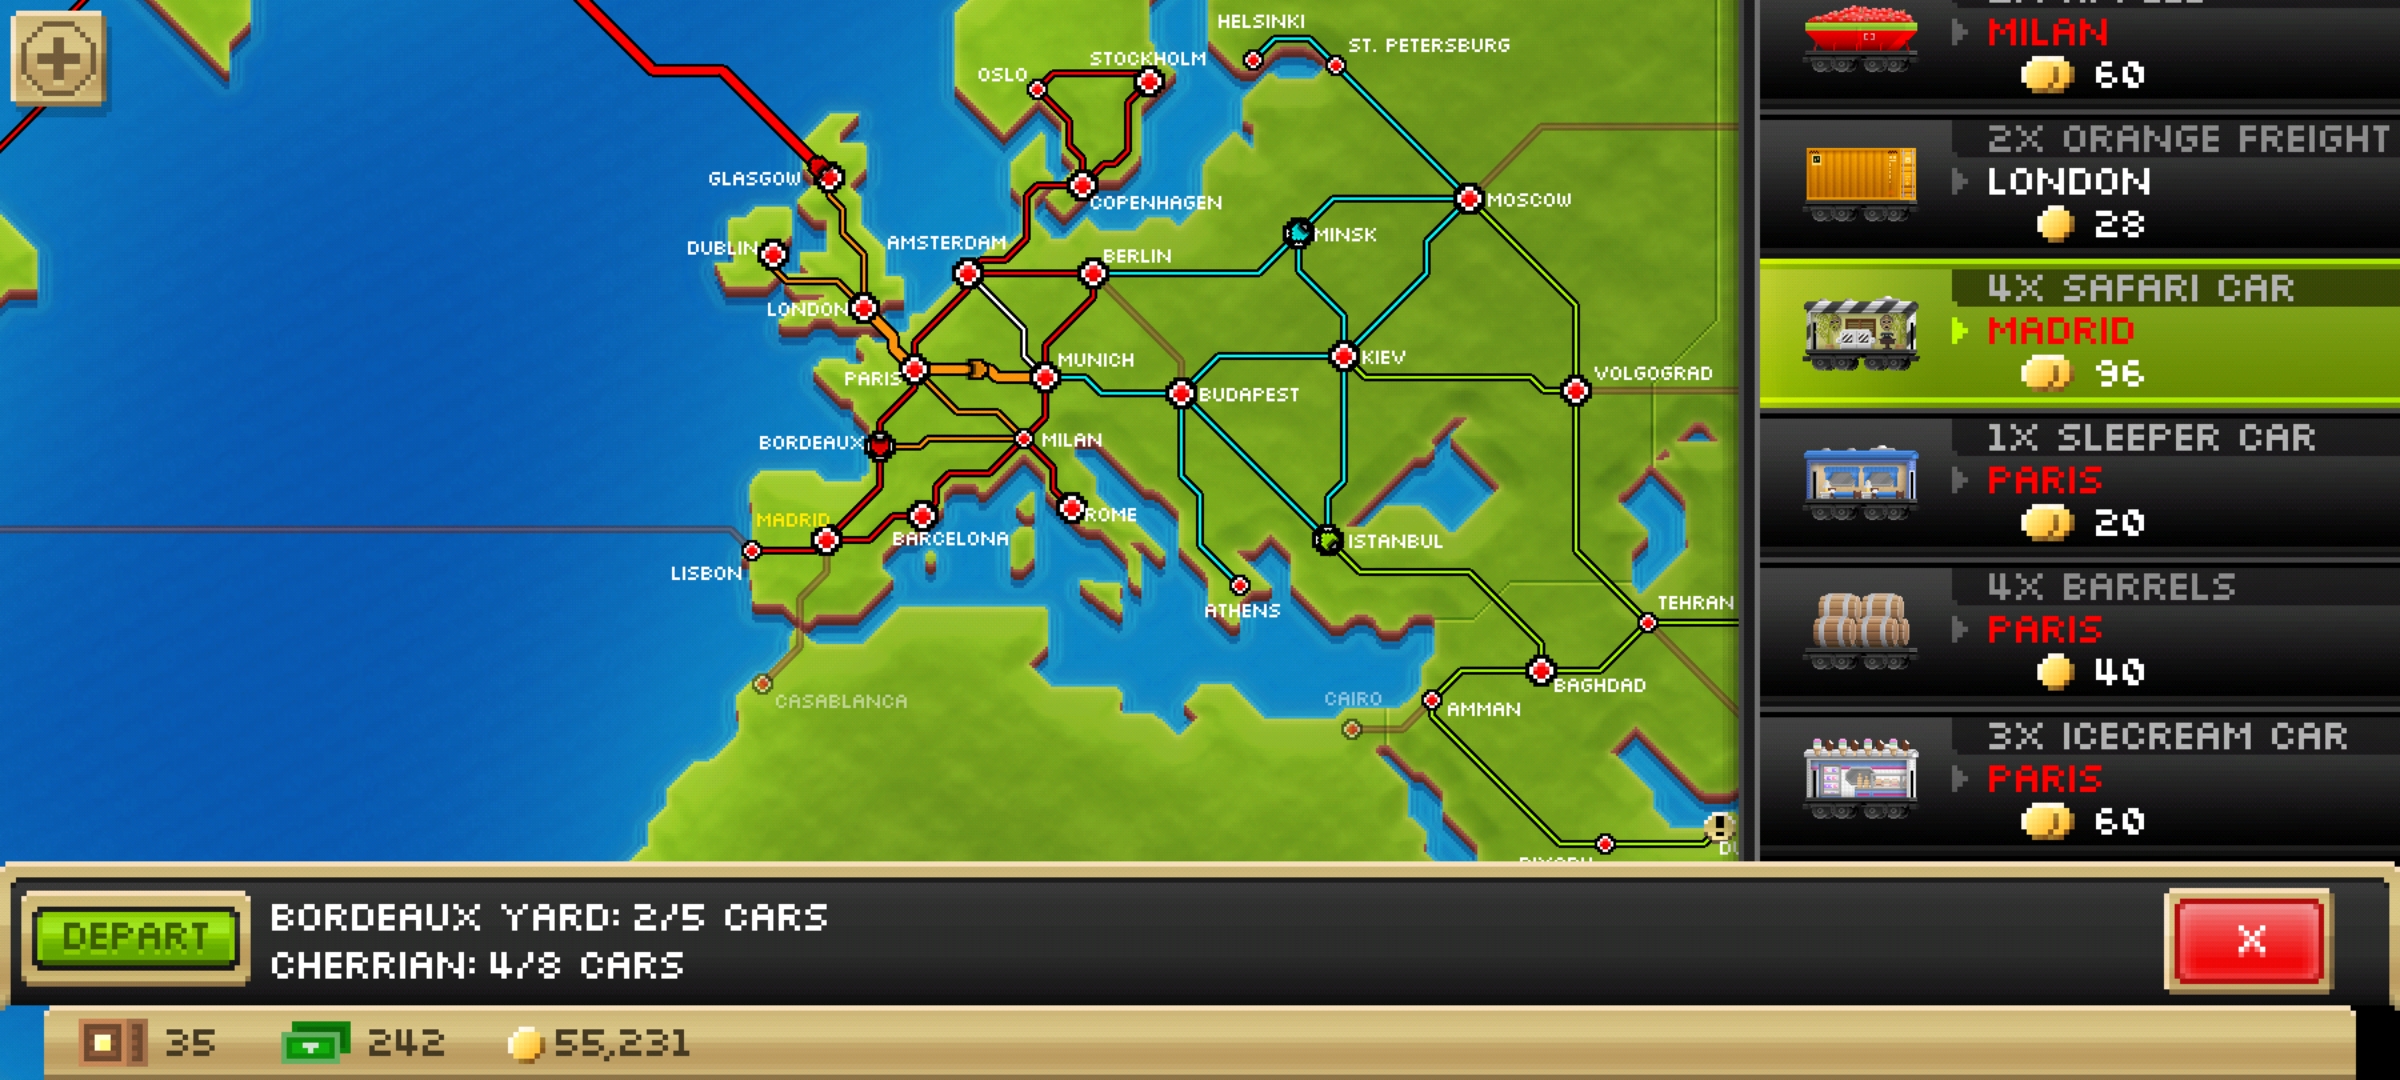 HELSINKI
ST. PETERSBURG
STOCKHOLM
OSLO
GLASGOW
MOSCOW
COPENHAGEN
MINSK
AMSTERDAM
DUBLIN
BERLIN
LONDON
MUNICH
KIEV
PARIS
VOLGOGRAD
BUDAPEST
BORDEAUX
MILAN
MADRID
ROME
BARCELONA
ISTANBUL
LISBON
ATHENS
TEHRAN
BAGHDAD
CASABLANCA
CAIRO
AMMAN
MILAN
60
2X ORANGE FREIGHT
LONDON
28
4X SAFARI CAR
MADRID
96
1X SLEEPER CAR
PARIS
20
4X BARRELS
PARIS
40
3X ICECREAM CAR
PARIS
60
DEPART
BORDEAUX YARD: 2/5 CARS
CHERRIAN: 4/8 CARS
X
35
242
55,231